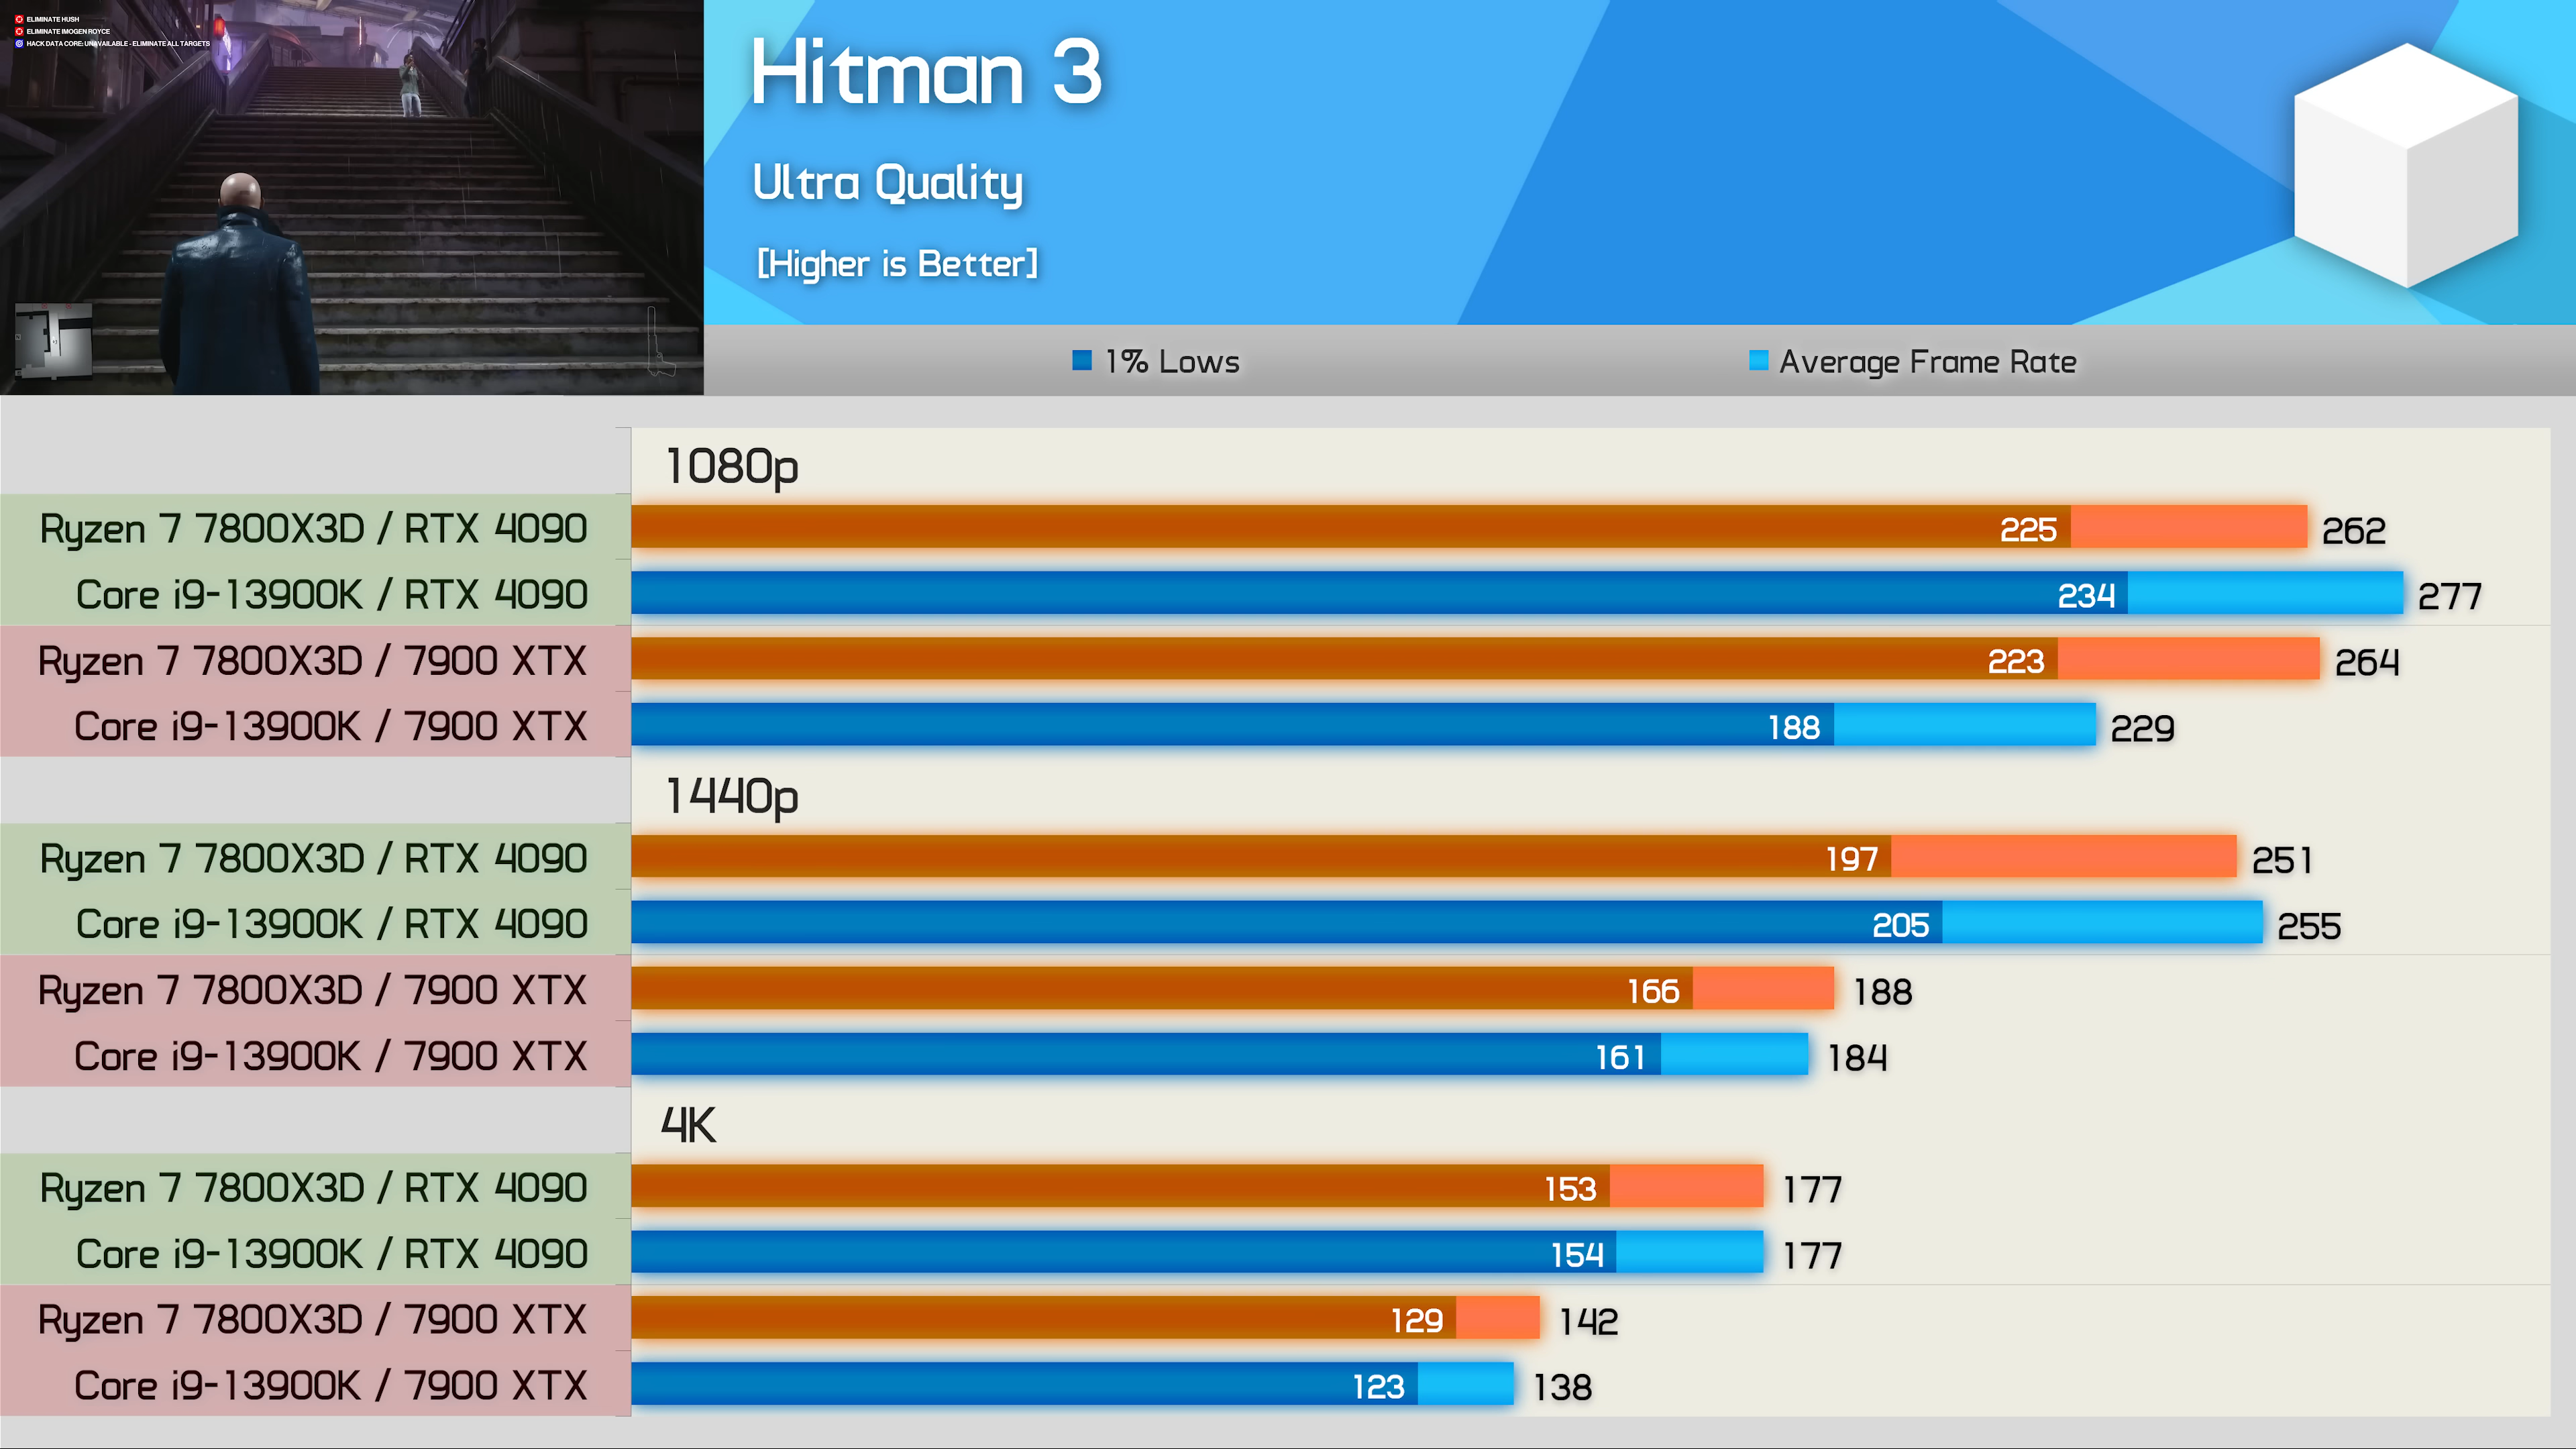 ELIMINATE HUSH
ELIMINATE IMOGEN ROYCE
HACK DATA CORE: UNAVAILABLE - ELIMINATE ALL TARGETS
Hitman 3
Ultra Quality
[Higher is Better]
1% Lows
Average Frame Rate
1080p
Ryzen 7 7800X3D / RTX 4090 225 262
Core i9-13900K / RTX 4090 234 277
Ryzen 7 7800X3D / 7900 XTX 223 264
Core i9-13900K / 7900 XTX 188 229
1440p
Ryzen 7 7800X3D / RTX 4090 197 251
Core i9-13900K / RTX 4090 205 255
Ryzen 7 7800X3D / 7900 XTX 166 188
Core i9-13900K / 7900 XTX 161 184
4K
Ryzen 7 7800X3D / RTX 4090 153 177
Core i9-13900K / RTX 4090 154 177
Ryzen 7 7800X3D / 7900 XTX 129 142
Core i9-13900K / 7900 XTX 123 138